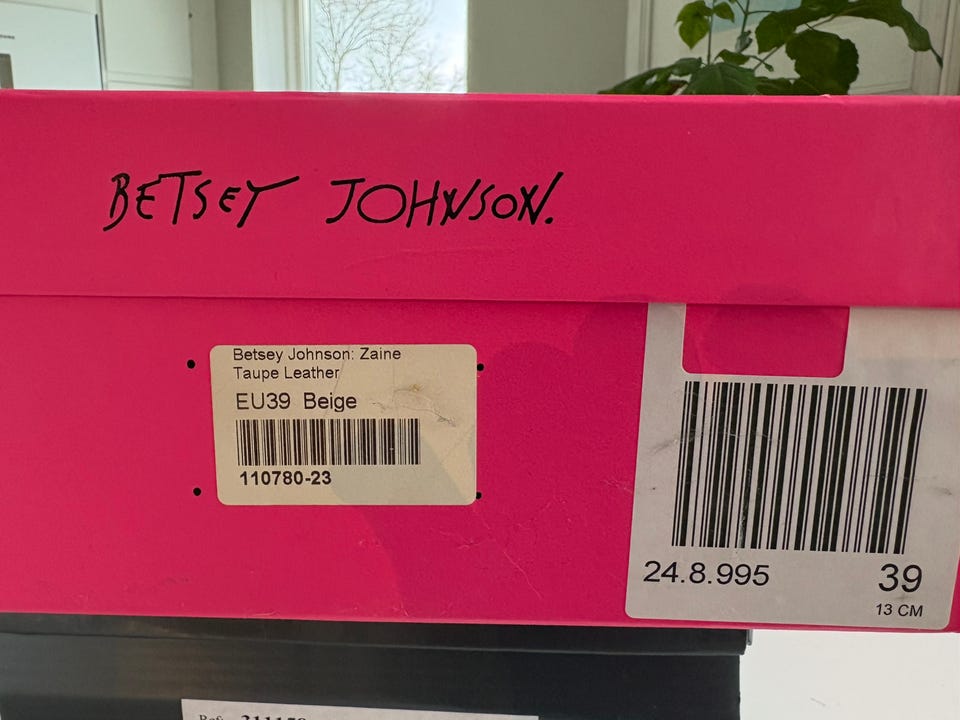 BETSEY JOHNSON.
Betsey Johnson: Zaine
Taupe Leather
EU39 Beige
110780-23
24.8.995 39
13 CM